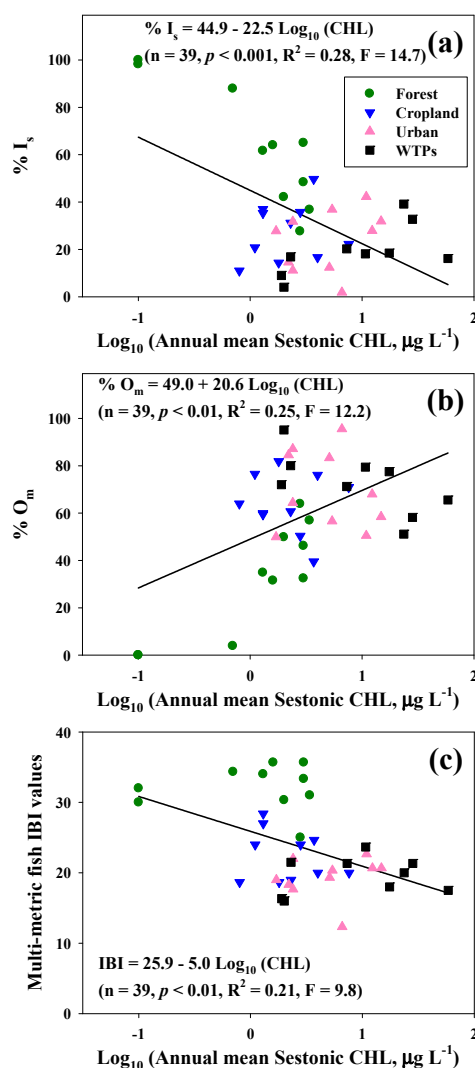 % Iₛ = 44.9 - 22.5 Log₁₀ (CHL)
(n = 39, p < 0.001, R² = 0.28, F = 14.7)
(a)
Forest
Cropland
Urban
WTPs
100
80
60
40
20
0
% Iₛ
-1 0 1 2
Log₁₀ (Annual mean Sestonic CHL, µg L⁻¹)
% Oₘ = 49.0 + 20.6 Log₁₀ (CHL)
(n = 39, p < 0.01, R² = 0.25, F = 12.2)
(b)
100
80
60
40
20
0
% Oₘ
-1 0 1 2
Log₁₀ (Annual mean Sestonic CHL, µg L⁻¹)
(c)
40
30
20
10
0
Multi-metric fish IBI values
IBI = 25.9 - 5.0 Log₁₀ (CHL)
(n = 39, p < 0.01, R² = 0.21, F = 9.8)
-1 0 1 2
Log₁₀ (Annual mean Sestonic CHL, µg L⁻¹)